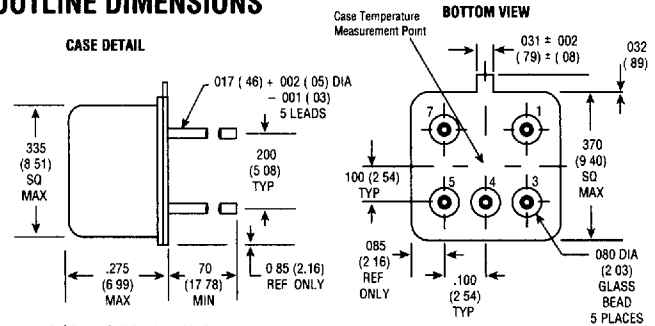 OUTLINE DIMENSIONS
CASE DETAIL
017 ( 46) + 002 ( 05) DIA
- 001 ( 03)
5 LEADS
.335
(8 51)
SQ
MAX
200
(5 08)
TYP
.275
(6 99)
MAX
70
(17 78)
MIN
0 85 (2.16)
REF ONLY
BOTTOM VIEW
Case Temperature
Measurement Point
031 ± 002
( 79) ± ( 08)
032
( 89)
7
1
370
(9 40)
SQ
MAX
100 (2 54)
TYP
5
4
3
085
(2 16)
REF
ONLY
.100
(2 54)
TYP
080 DIA
(2 03)
GLASS
BEAD
5 PLACES